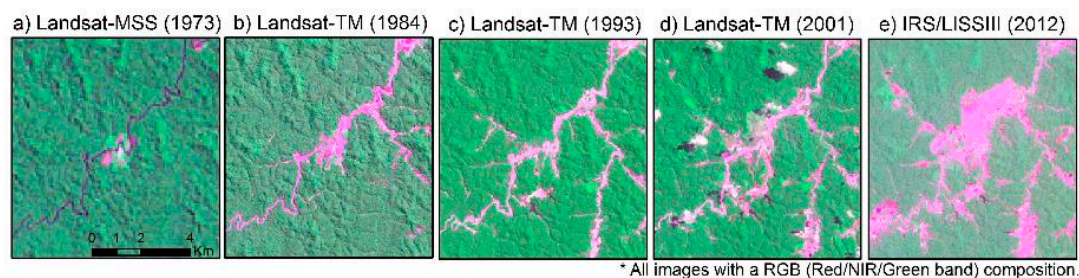 a) Landsat-MSS (1973) b) Landsat-TM (1984) c) Landsat-TM (1993) d) Landsat-TM (2001) e) IRS/LISSIII (2012)
0 1 2 4
Km
* All images with a RGB (Red/NIR/Green band) composition